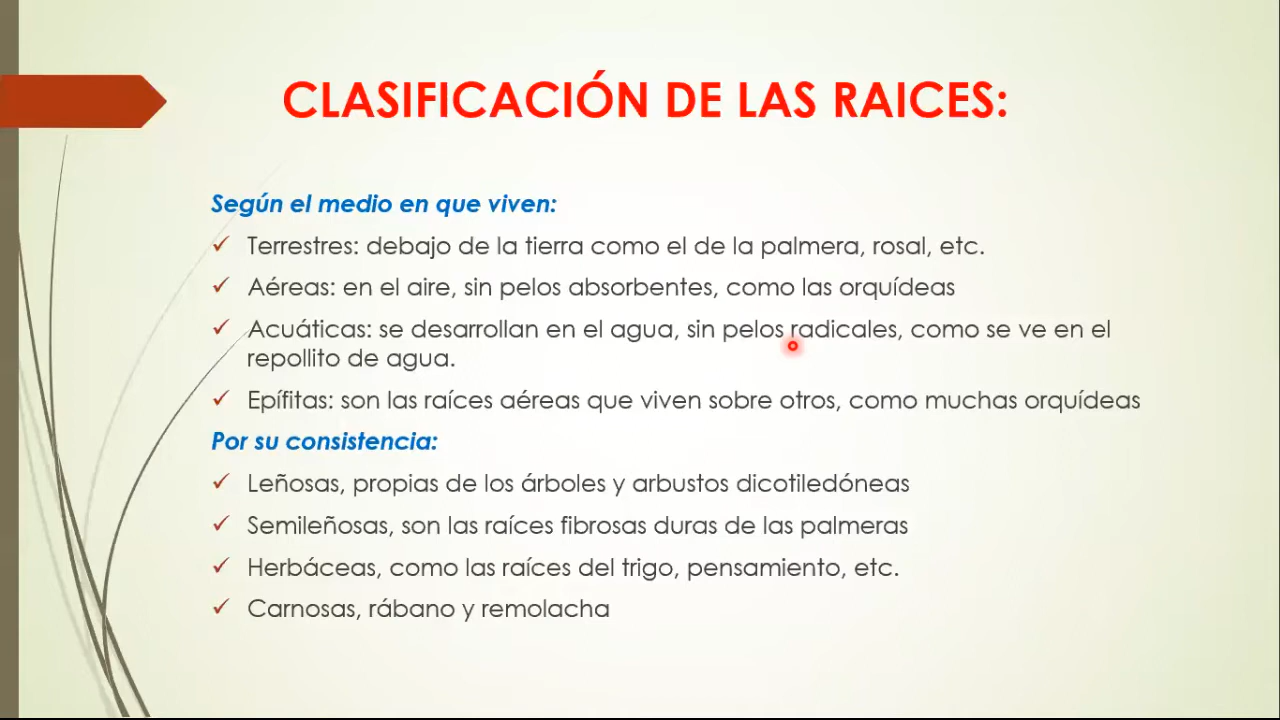 CLASIFICACIÓN DE LAS RAICES:
Según el medio en que viven:
✓ Terrestres: debajo de la tierra como el de la palmera, rosal, etc.
✓ Aéreas: en el aire, sin pelos absorbentes, como las orquídeas
✓ Acuáticas: se desarrollan en el agua, sin pelos radicales, como se ve en el
repollito de agua.
✓ Epífitas: son las raíces aéreas que viven sobre otros, como muchas orquídeas
Por su consistencia:
✓ Leñosas, propias de los árboles y arbustos dicotiledóneas
✓ Semileñosas, son las raíces fibrosas duras de las palmeras
✓ Herbáceas, como las raíces del trigo, pensamiento, etc.
✓ Carnosas, rábano y remolacha